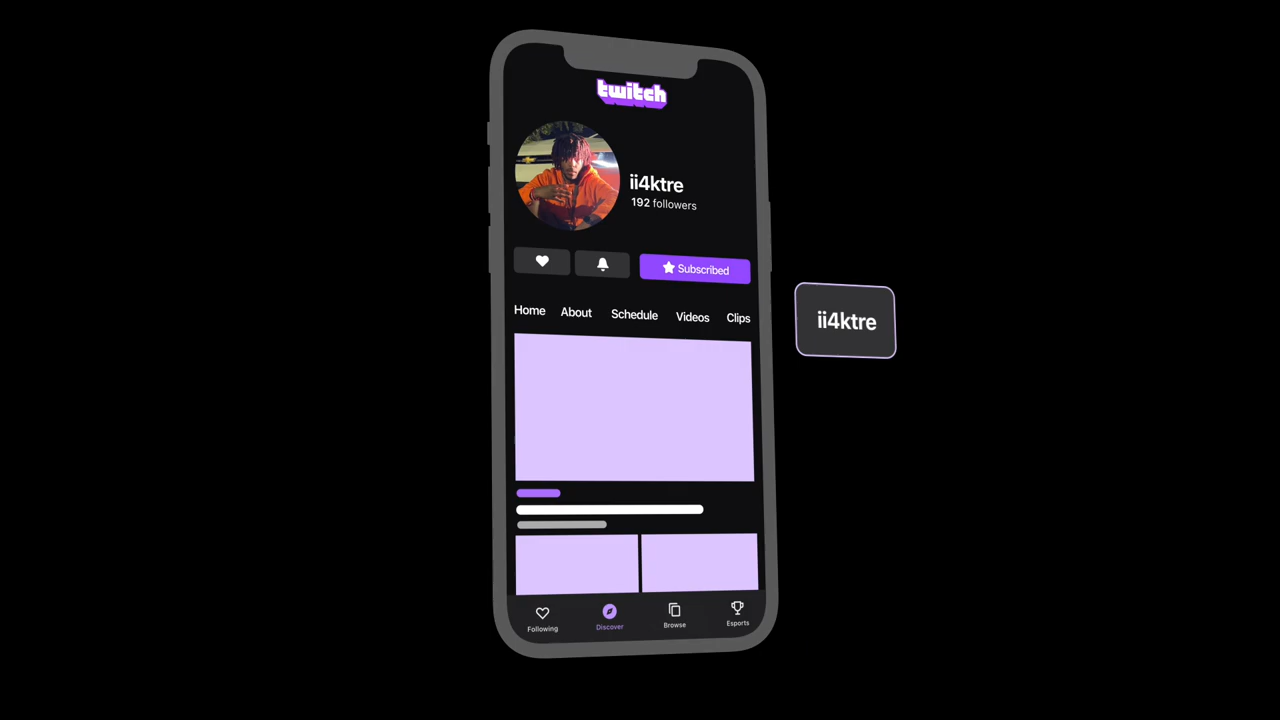 twitch
ii4ktre
192 followers
Subscribed
Home About Schedule Videos Clips
ii4ktre
Following Discover Browse Esports